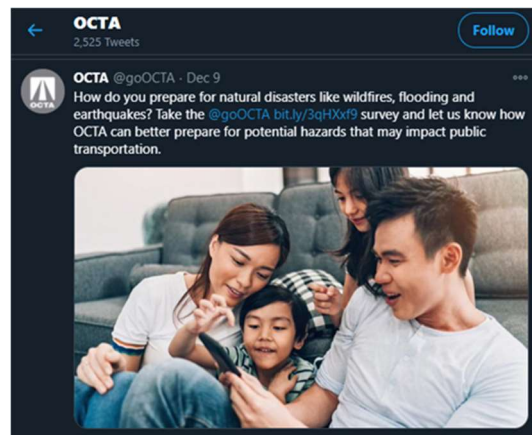 OCTA
2,525 Tweets
Follow
OCTA @goOCTA · Dec 9
How do you prepare for natural disasters like wildfires, flooding and
earthquakes? Take the @goOCTA bit.ly/3qHXxf9 survey and let us know how
OCTA can better prepare for potential hazards that may impact public
transportation.
OCTA